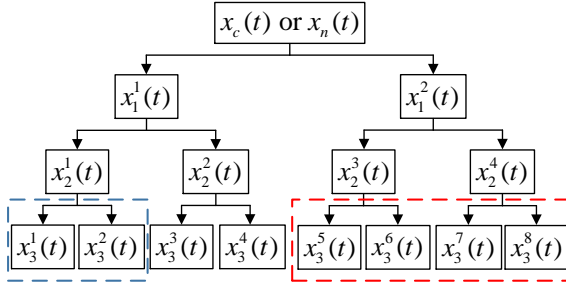 x_c(t) or x_n(t)
x_1^1(t) x_1^2(t)
x_2^1(t) x_2^2(t) x_2^3(t) x_2^4(t)
x_3^1(t) x_3^2(t) x_3^3(t) x_3^4(t) x_3^5(t) x_3^6(t) x_3^7(t) x_3^8(t)